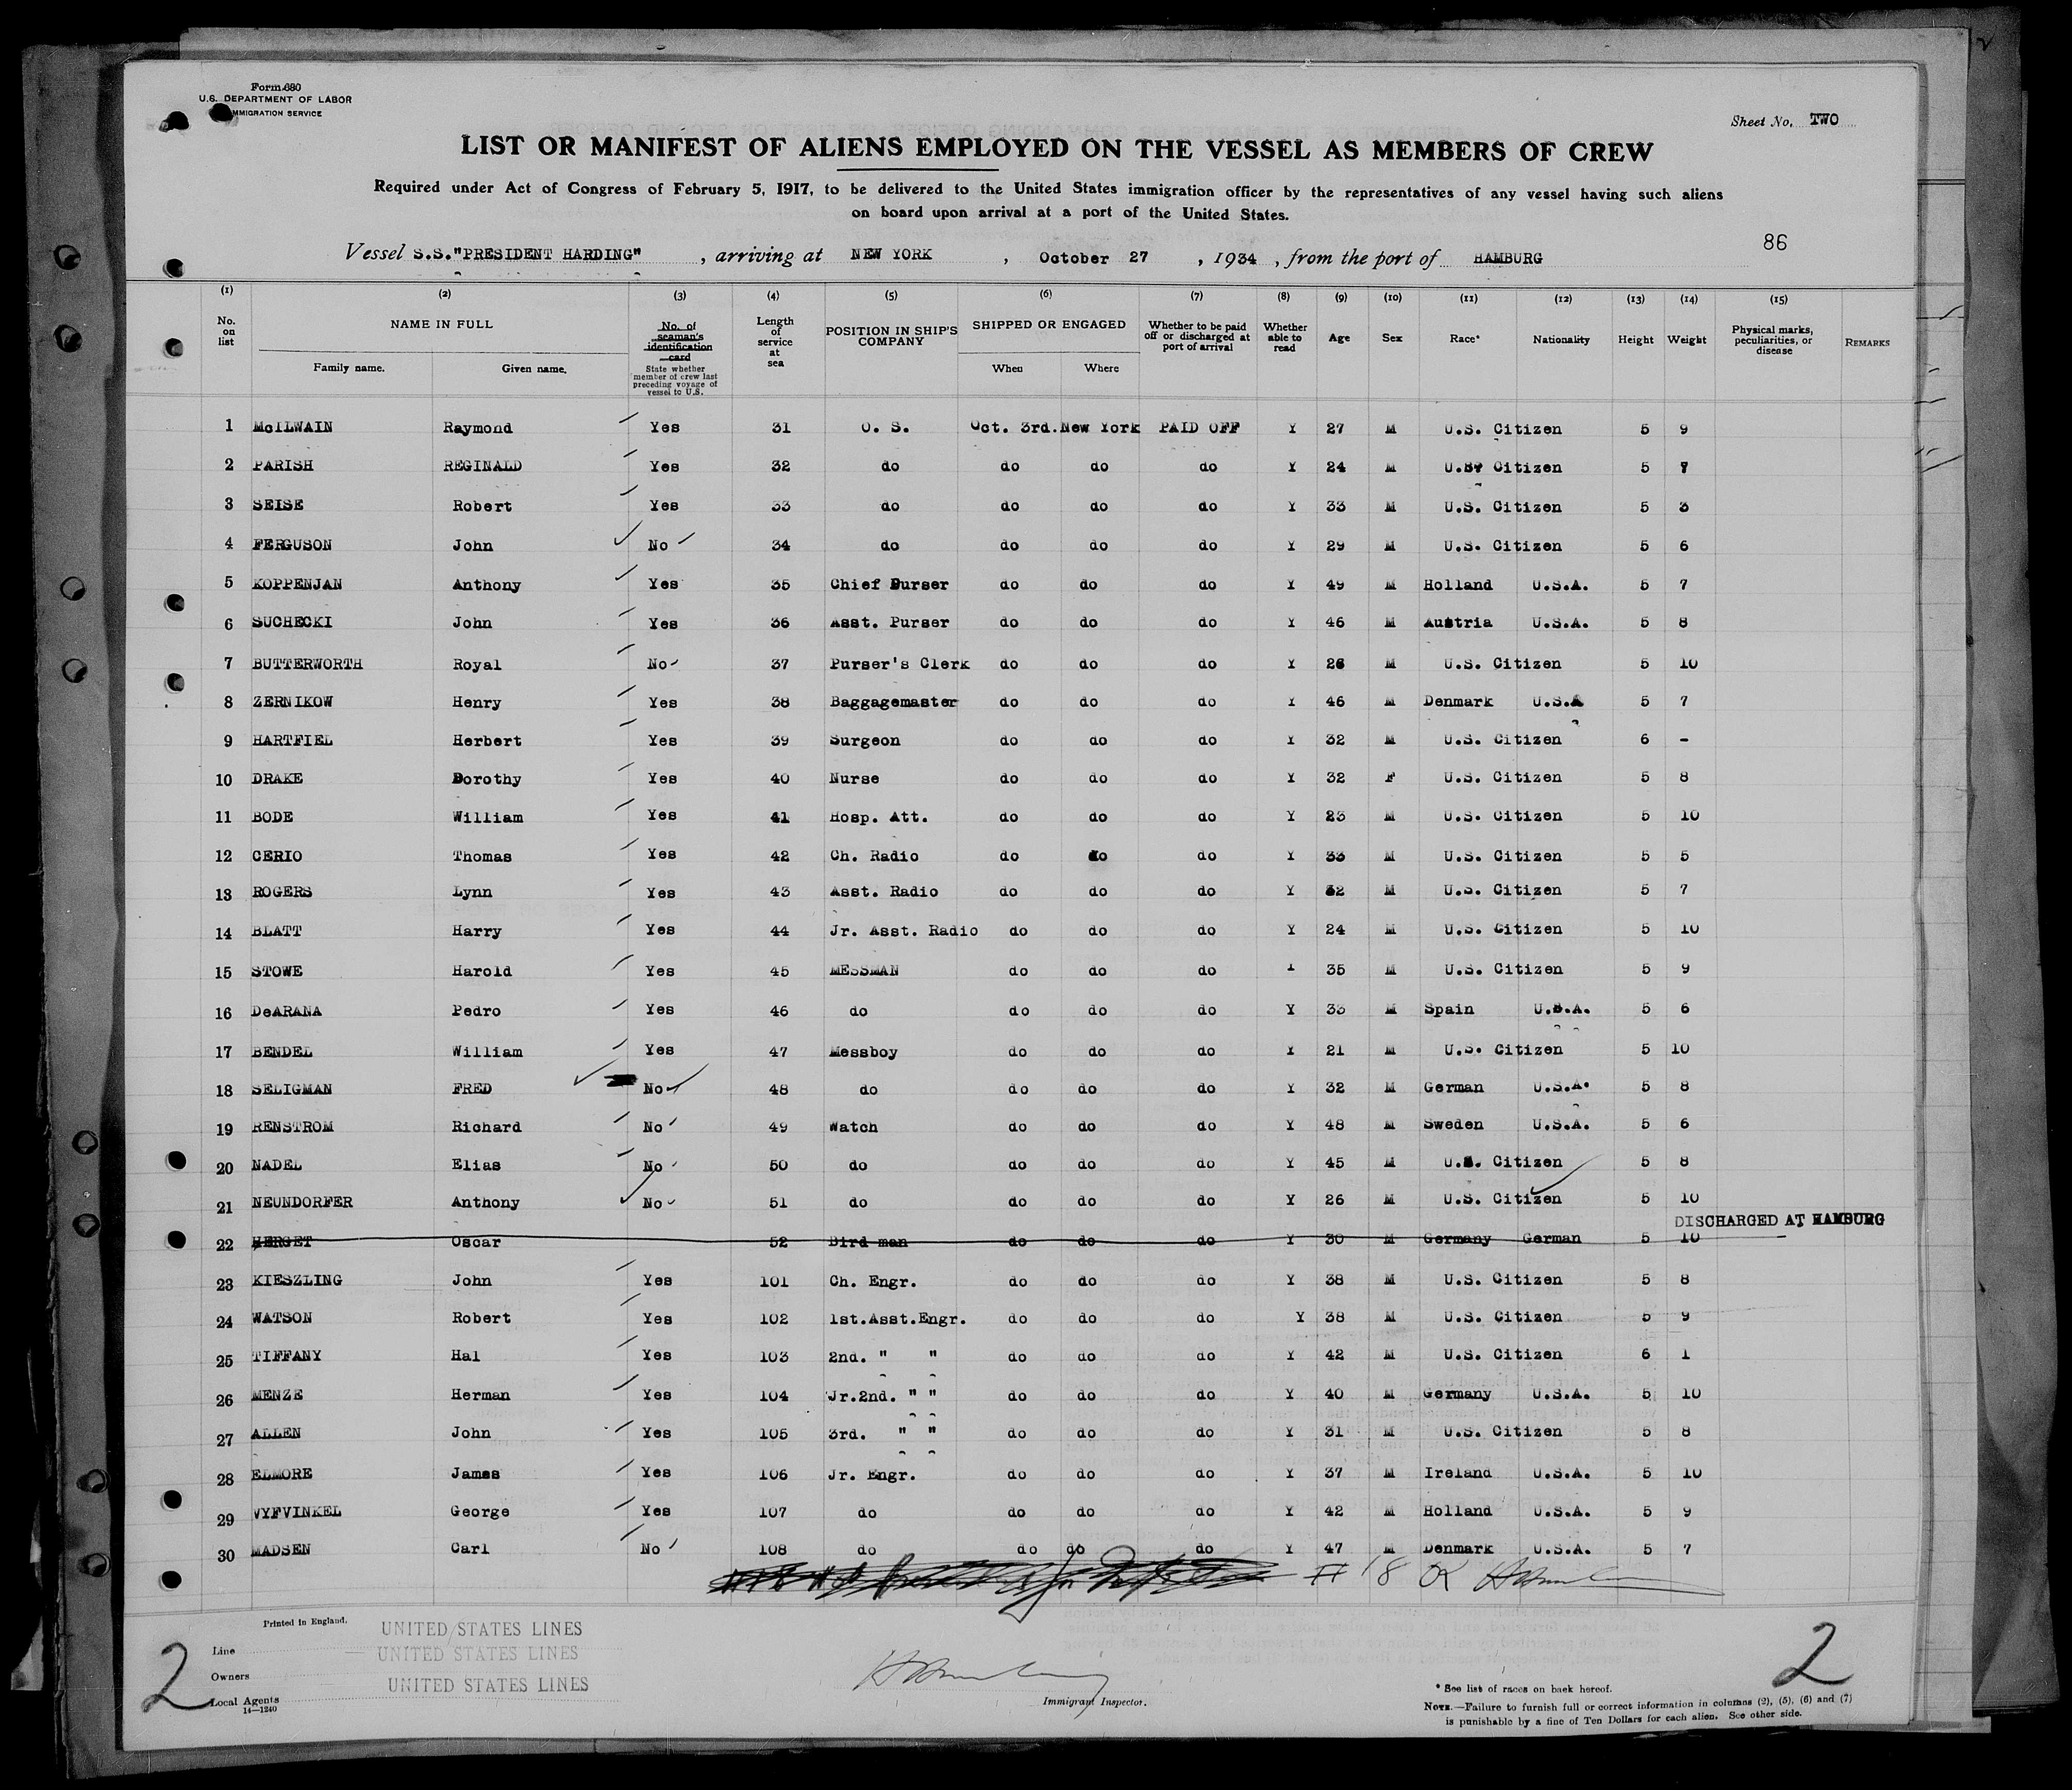 Form 680
U.S. DEPARTMENT OF LABOR
IMMIGRATION SERVICE
Sheet No. TWO
LIST OR MANIFEST OF ALIENS EMPLOYED ON THE VESSEL AS MEMBERS OF CREW
Required under Act of Congress of February 5, 1917, to be delivered to the United States immigration officer by the representatives of any vessel having such aliens
on board upon arrival at a port of the United States.
86
Vessel S.S."PRESIDENT HARDING" , arriving at NEW YORK , October 27 , 1934 , from the port of HAMBURG
(1) (2) (3) (4) (5) (6) (7) (8) (9) (10) (11) (12) (13) (14) (15)
No. on list NAME IN FULL Family name. Given name. No. of seaman's identification card State whether member of crew last preceding voyage of vessel to U.S. Length of service at sea POSITION IN SHIP'S COMPANY SHIPPED OR ENGAGED When Where Whether to be paid off or discharged at port of arrival Whether able to read Age Sex Race* Nationality Height Weight Physical marks, peculiarities, or disease REMARKS
1 McILWAIN Raymond Yes 31 O. S. Oct. 3rd. New York PAID OFF Y 27 M U.S. Citizen 5 9
2 PARISH REGINALD Yes 32 do do do do Y 24 M U.S. Citizen 5 7
3 SEISE Robert Yes 33 do do do do Y 33 M U.S. Citizen 5 3
4 FERGUSON John No 34 do do do do Y 29 M U.S. Citizen 5 6
5 KOPPENJAN Anthony Yes 35 Chief Purser do do do Y 49 M Holland U.S.A. 5 7
6 SUCHECKI John Yes 36 Asst. Purser do do do Y 46 M Austria U.S.A. 5 8
7 BUTTERWORTH Royal No 37 Purser's Clerk do do do Y 26 M U.S. Citizen 5 10
8 ZERNIKOW Henry Yes 38 Baggagemaster do do do Y 46 M Denmark U.S.A 5 7
9 HARTFIEL Herbert Yes 39 Surgeon do do do Y 32 M U.S. Citizen 6 -
10 DRAKE Dorothy Yes 40 Nurse do do do Y 32 F U.S. Citizen 5 8
11 BODE William Yes 41 Hosp. Att. do do do Y 23 M U.S. Citizen 5 10
12 CERIO Thomas Yes 42 Ch. Radio do do do Y 33 M U.S. Citizen 5 5
13 ROGERS Lynn Yes 43 Asst. Radio do do do Y 32 M U.S. Citizen 5 7
14 BLATT Harry Yes 44 Jr. Asst. Radio do do do Y 24 M U.S. Citizen 5 10
15 STOWE Harold Yes 45 MESSMAN do do do Y 35 M U.S. Citizen 5 9
16 DeARANA Pedro Yes 46 do do do do Y 33 M Spain U.S.A. 5 6
17 BENDEL William Yes 47 Messboy do do do Y 21 M U.S. Citizen 5 10
18 SELIGMAN FRED No 48 do do do do Y 32 M German U.S.A. 5 8
19 RENSTROM Richard No 49 Watch do do do Y 48 M Sweden U.S.A. 5 6
20 NADEL Elias No 50 do do do do Y 45 M U.S. Citizen 5 8
21 NEUNDORFER Anthony No 51 do do do do Y 26 M U.S. Citizen 5 10
DISCHARGED AT HAMBURG
22 HERGET Oscar 52 Bird man do do do Y 30 M Germany German 5 10
23 KIESZLING John Yes 101 Ch. Engr. do do do Y 38 M U.S. Citizen 5 8
24 WATSON Robert Yes 102 1st.Asst.Engr. do do do Y 38 M U.S. Citizen 5 9
25 TIFFANY Hal Yes 103 2nd. " " do do do Y 42 M U.S. Citizen 6 1
26 MENZE Herman Yes 104 Jr.2nd. " " do do do Y 40 M Germany U.S.A. 5 10
27 ALLEN John Yes 105 3rd. " " do do do Y 31 M U.S. Citizen 5 8
28 ELMORE James Yes 106 Jr. Engr. do do do Y 37 M Ireland U.S.A. 5 10
29 VYFVINKEL George Yes 107 do do do do Y 42 M Holland U.S.A. 5 9
30 MADSEN Carl No 108 do do do do Y 47 M Denmark U.S.A. 5 7
18 OK
Printed in England.
Line UNITED STATES LINES
UNITED STATES LINES
Owners
Local Agents UNITED STATES LINES
14—1240
2
Immigrant Inspector.
2
* See list of races on back hereof.
NOTE.—Failure to furnish full or correct information in columns (2), (5), (6) and (7)
is punishable by a fine of Ten Dollars for each alien. See other side.